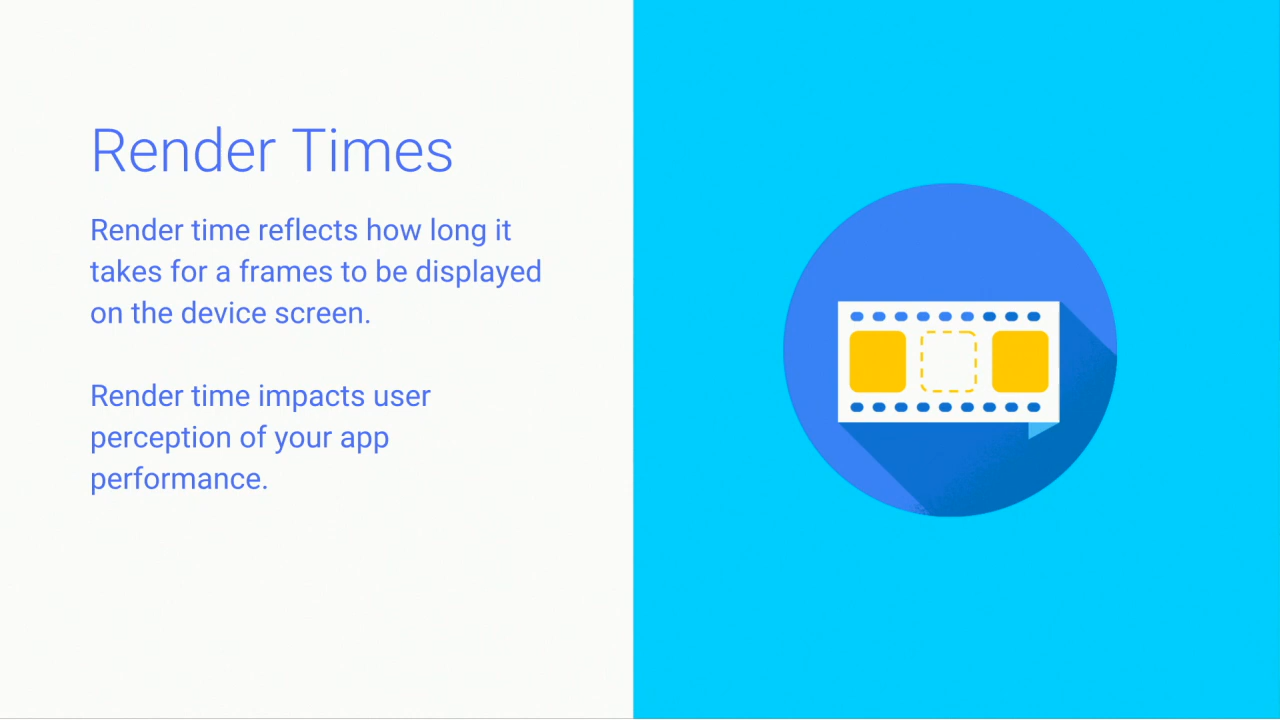 Render Times
Render time reflects how long it
takes for a frames to be displayed
on the device screen.
Render time impacts user
perception of your app
performance.